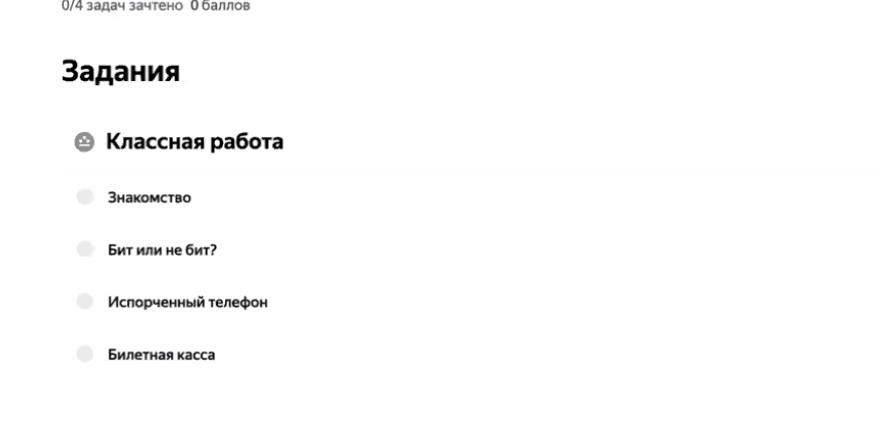 0/4 задач зачтено 0 баллов
Задания
Классная работа
Знакомство
Бит или не бит?
Испорченный телефон
Билетная касса